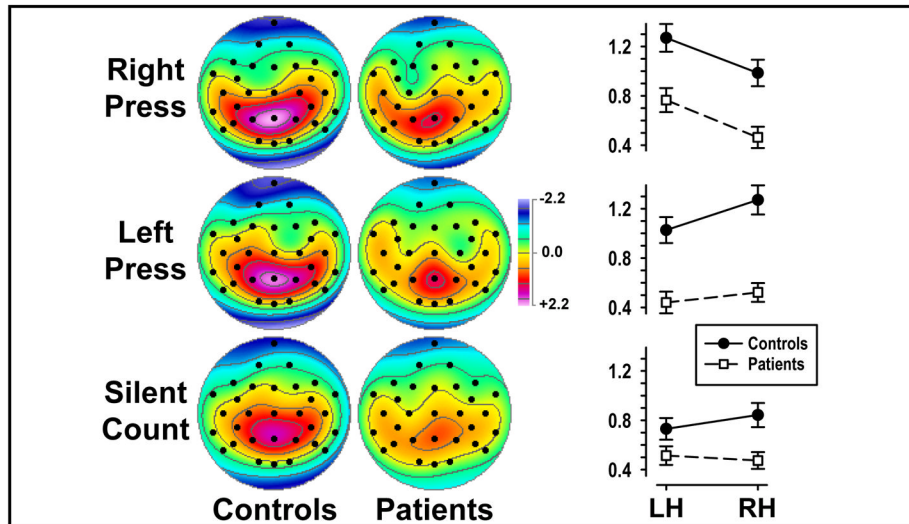 Right
Press
1.2
0.8
0.4
Left
Press
-2.2
0.0
+2.2
1.2
0.8
0.4
Controls
Patients
Silent
Count
1.2
0.8
0.4
Controls
Patients
LH
RH